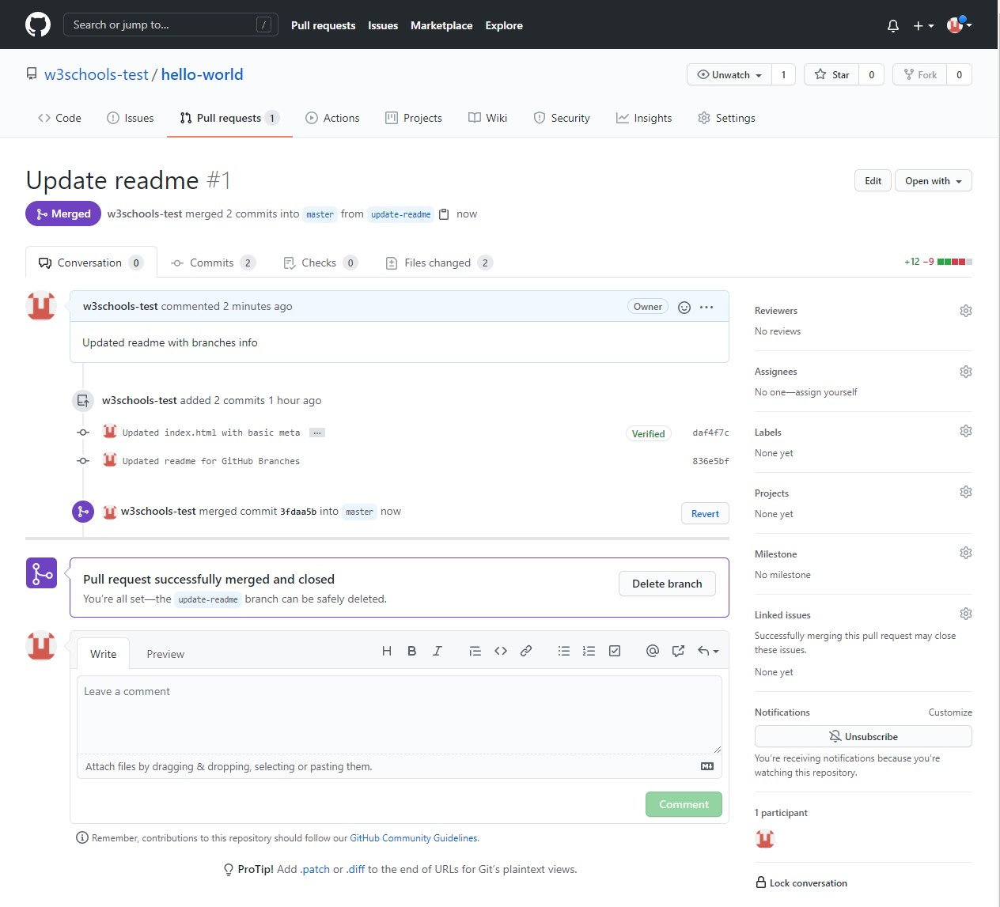 Search or jump to... /
Pull requests Issues Marketplace Explore
w3schools-test / hello-world
Unwatch 1 Star 0 Fork 0
Code Issues Pull requests 1 Actions Projects Wiki Security Insights Settings
Update readme #1
Edit Open with
Merged w3schools-test merged 2 commits into master from update-readme now
Conversation 0 Commits 2 Checks 0 Files changed 2
+12 −9
w3schools-test commented 2 minutes ago Owner
Updated readme with branches info
w3schools-test added 2 commits 1 hour ago
Updated index.html with basic meta … Verified daf4f7c
Updated readme for GitHub Branches 836e5bf
w3schools-test merged commit 3fdaa5b into master now Revert
Pull request successfully merged and closed
You’re all set—the update-readme branch can be safely deleted.
Delete branch
Write Preview
Leave a comment
Attach files by dragging & dropping, selecting or pasting them.
Comment
Remember, contributions to this repository should follow our GitHub Community Guidelines.
ProTip! Add .patch or .diff to the end of URLs for Git’s plaintext views.
Reviewers
No reviews
Assignees
No one—assign yourself
Labels
None yet
Projects
None yet
Milestone
No milestone
Linked issues
Successfully merging this pull request may close
these issues.
None yet
Notifications Customize
Unsubscribe
You’re receiving notifications because you’re
watching this repository.
1 participant
Lock conversation